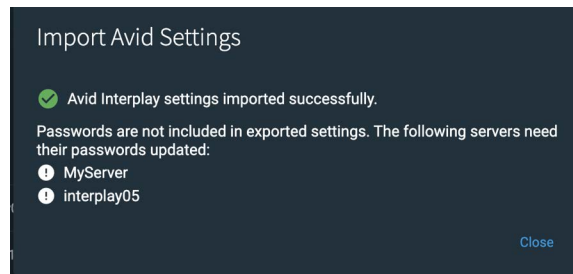 Import Avid Settings
Avid Interplay settings imported successfully.
Passwords are not included in exported settings. The following servers need
their passwords updated:
MyServer
interplay05
Close